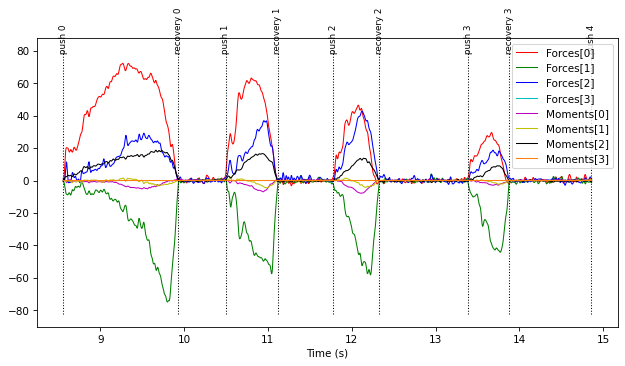 push 0
recovery 0
push 1
recovery 1
push 2
recovery 2
push 3
recovery 3
push 4
80
60
40
20
0
−20
−40
−60
−80
Forces[0]
Forces[1]
Forces[2]
Forces[3]
Moments[0]
Moments[1]
Moments[2]
Moments[3]
9
10
11
12
13
14
15
Time (s)